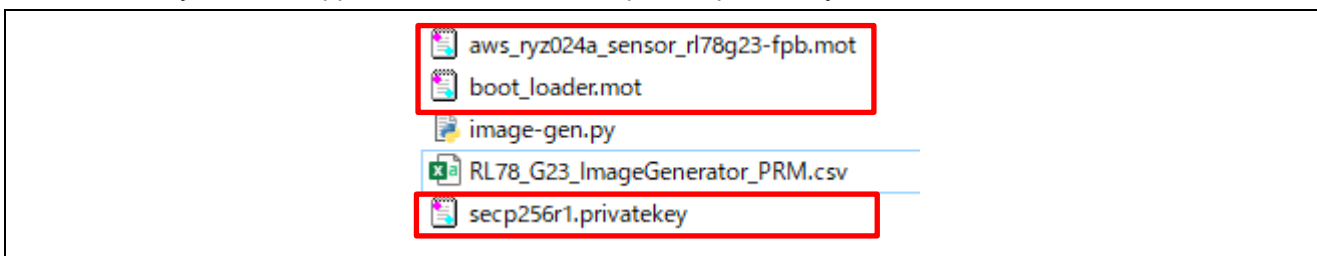 aws_ryz024a_sensor_rl78g23-fpb.mot
boot_loader.mot
image-gen.py
RL78_G23_ImageGenerator_PRM.csv
secp256r1.privatekey